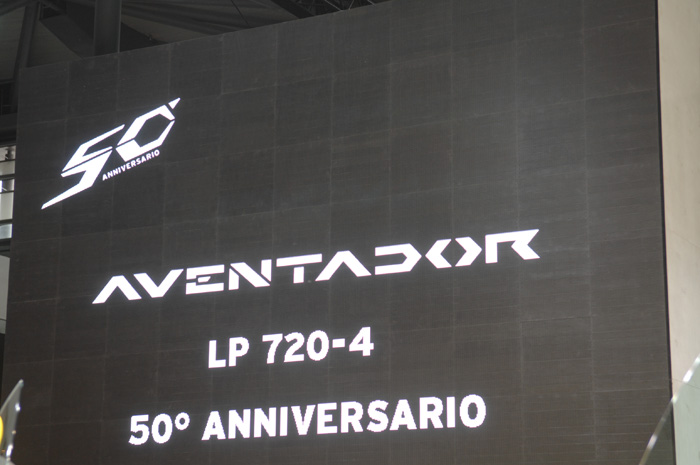 50°
ANNIVERSARIO
AVENTADOR
LP 720-4
50° ANNIVERSARIO